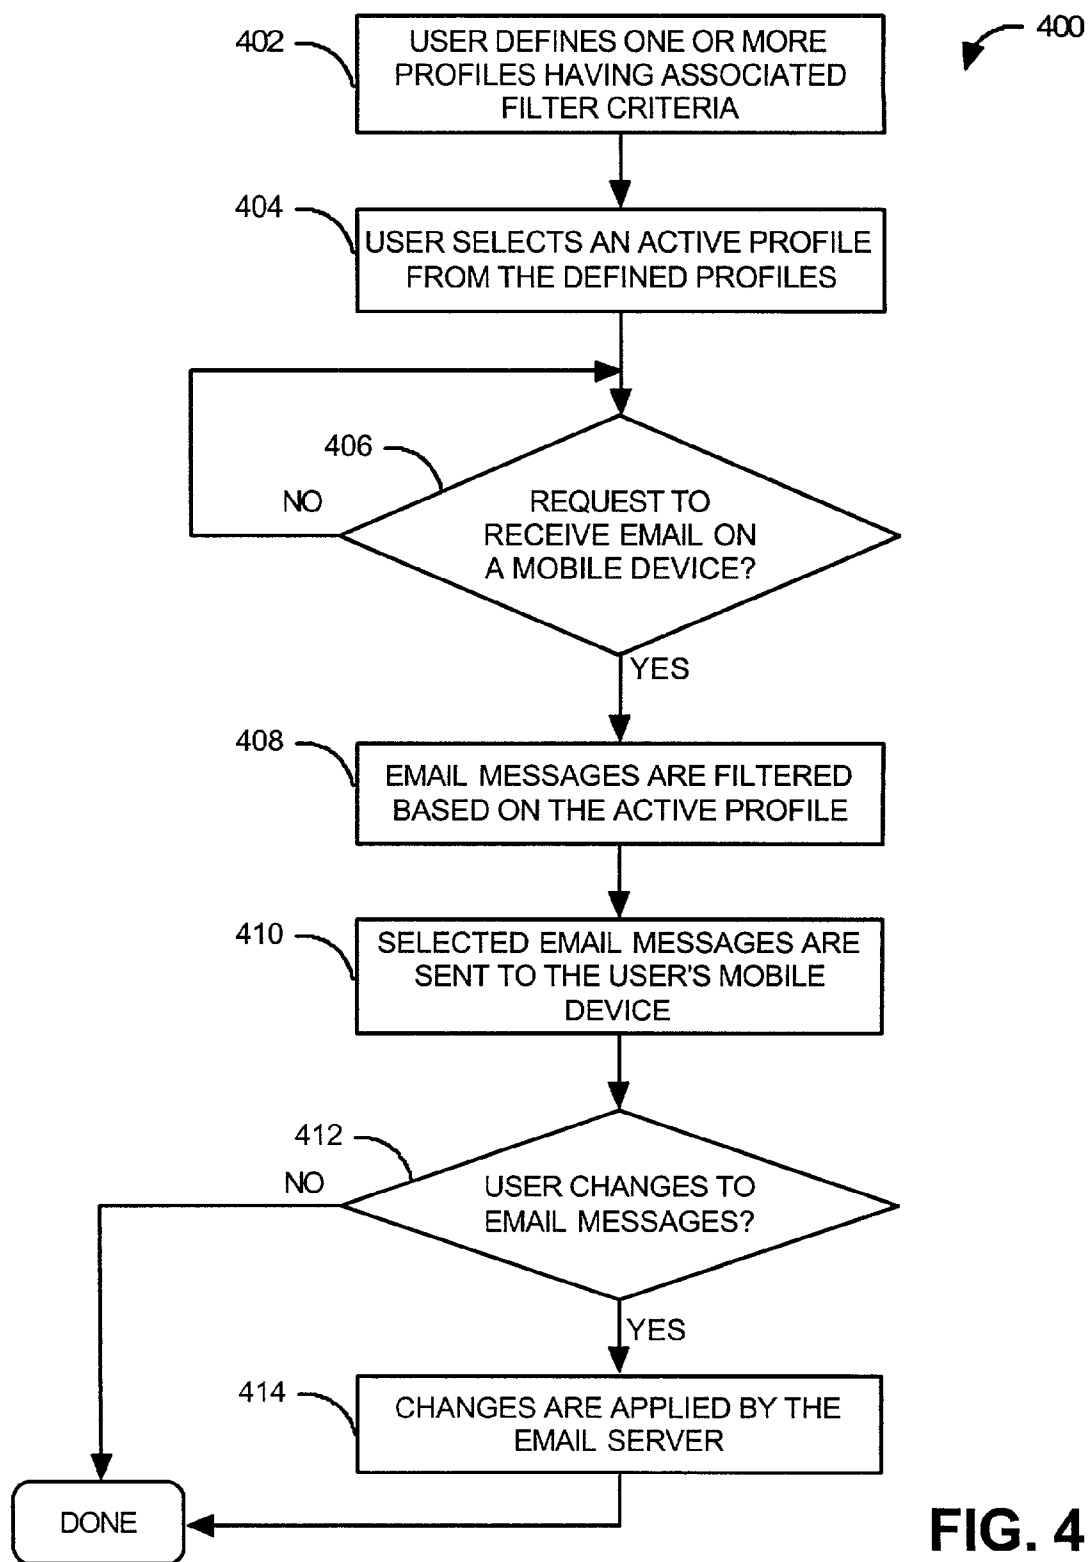 400
402
USER DEFINES ONE OR MORE
PROFILES HAVING ASSOCIATED
FILTER CRITERIA
404
USER SELECTS AN ACTIVE PROFILE
FROM THE DEFINED PROFILES
406
NO
REQUEST TO
RECEIVE EMAIL ON
A MOBILE DEVICE?
YES
408
EMAIL MESSAGES ARE FILTERED
BASED ON THE ACTIVE PROFILE
410
SELECTED EMAIL MESSAGES ARE
SENT TO THE USER'S MOBILE
DEVICE
412
NO
USER CHANGES TO
EMAIL MESSAGES?
YES
414
CHANGES ARE APPLIED BY THE
EMAIL SERVER
DONE
FIG. 4